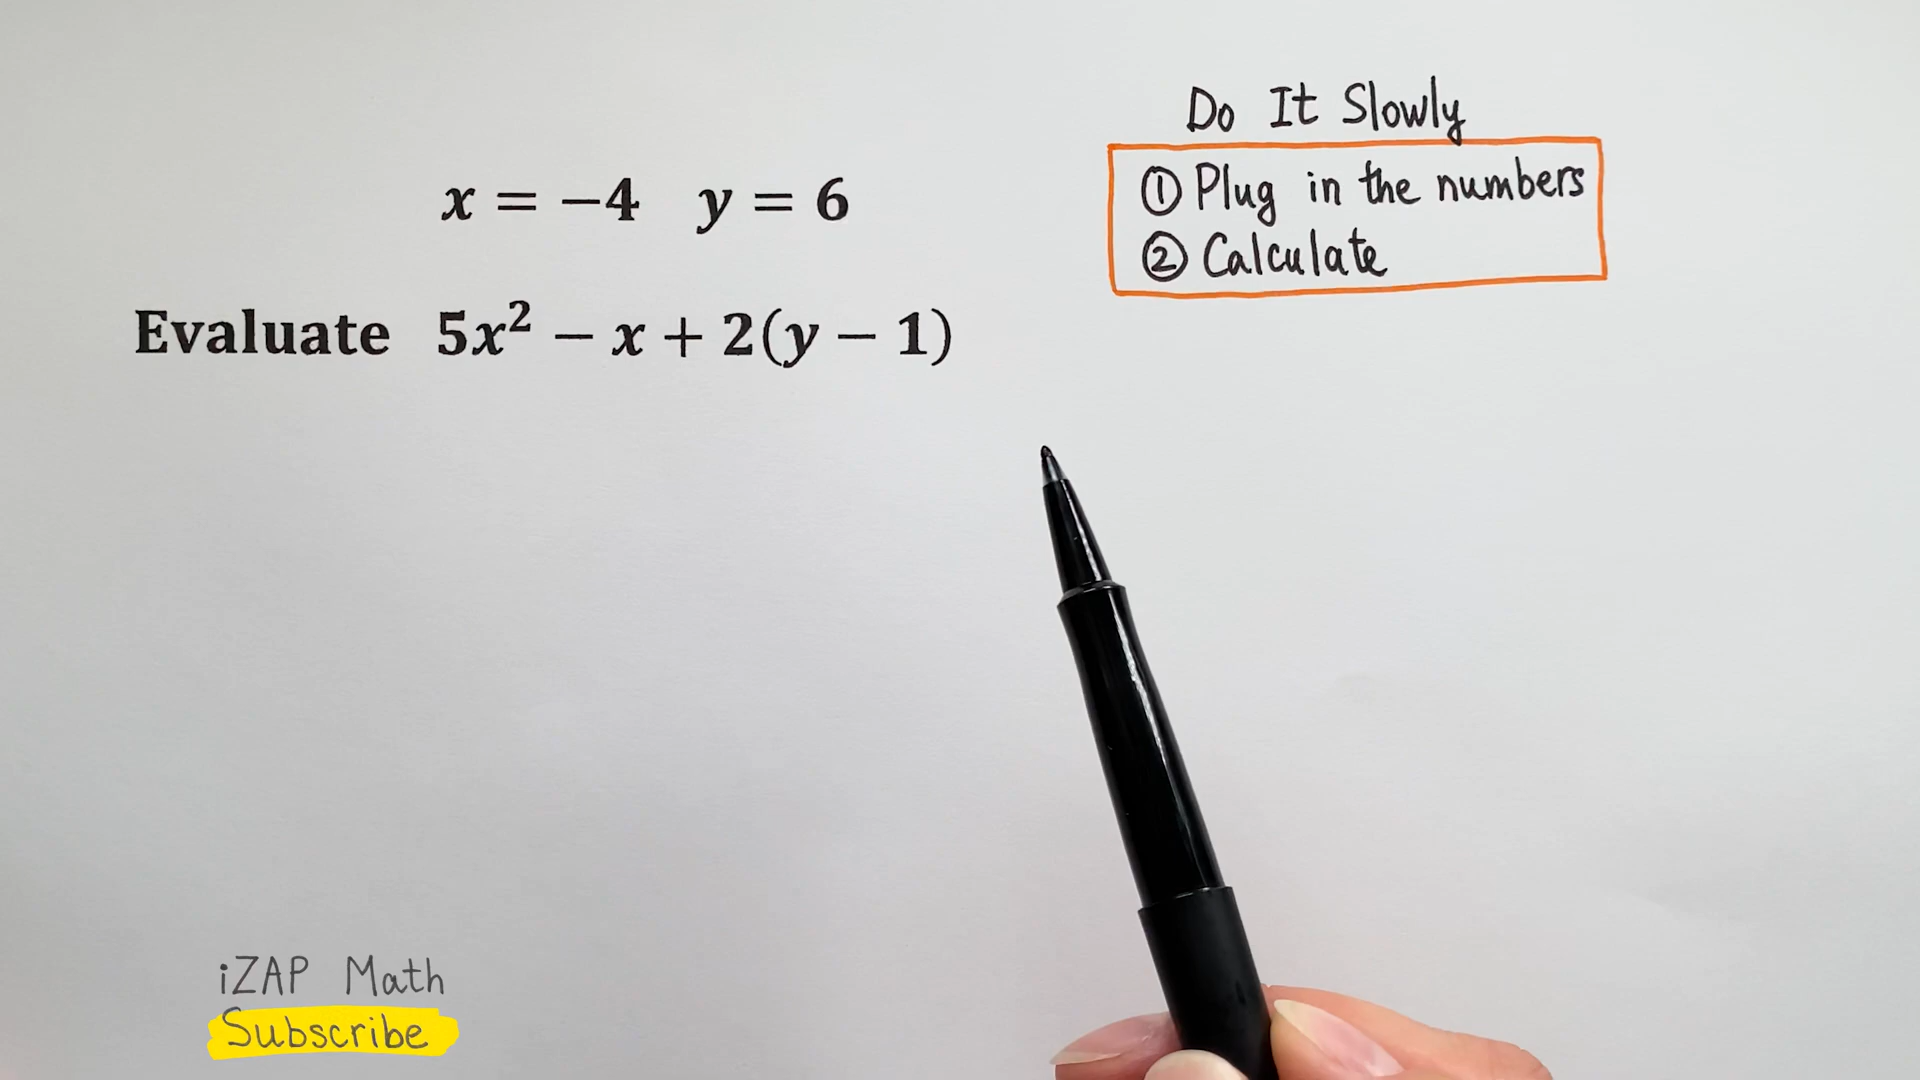 Do It Slowly
x = −4 y = 6
① Plug in the numbers
② Calculate
Evaluate 5x² − x + 2(y − 1)
iZAP Math
Subscribe